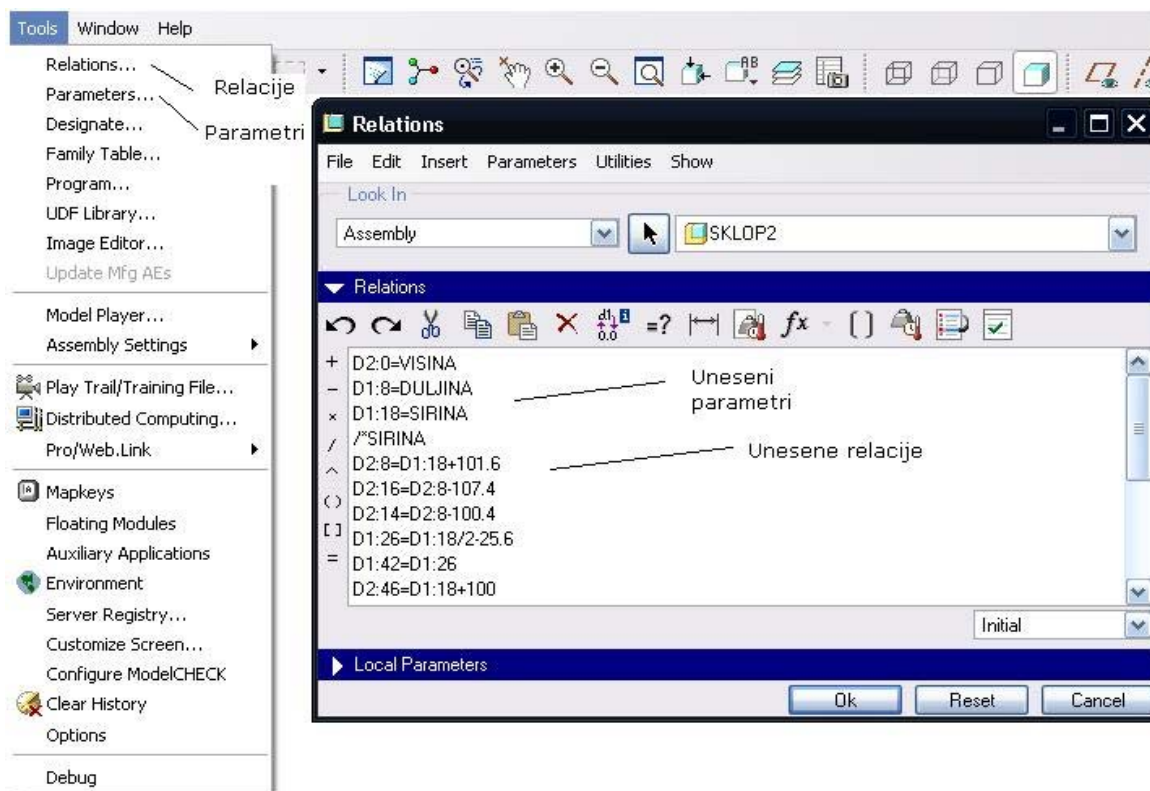 Tools Window Help
Relations...
Parameters...
Designate...
Family Table...
Program...
UDF Library...
Image Editor...
Update Mfg AEs
Model Player...
Assembly Settings
Play Trail/Training File...
Distributed Computing...
Pro/Web.Link
Mapkeys
Floating Modules
Auxiliary Applications
Environment
Server Registry...
Customize Screen...
Configure ModelCHECK
Clear History
Options
Debug
Relacije
Parametri
Relations
File Edit Insert Parameters Utilities Show
Look In
Assembly
SKLOP2
Relations
D2:0=VISINA
D1:8=DULJINA
D1:18=SIRINA
/*SIRINA
D2:8=D1:18+101.6
D2:16=D2:8-107.4
D2:14=D2:8-100.4
D1:26=D1:18/2-25.6
D1:42=D1:26
D2:46=D1:18+100
Uneseni
parametri
Unesene relacije
Initial
Local Parameters
Ok Reset Cancel